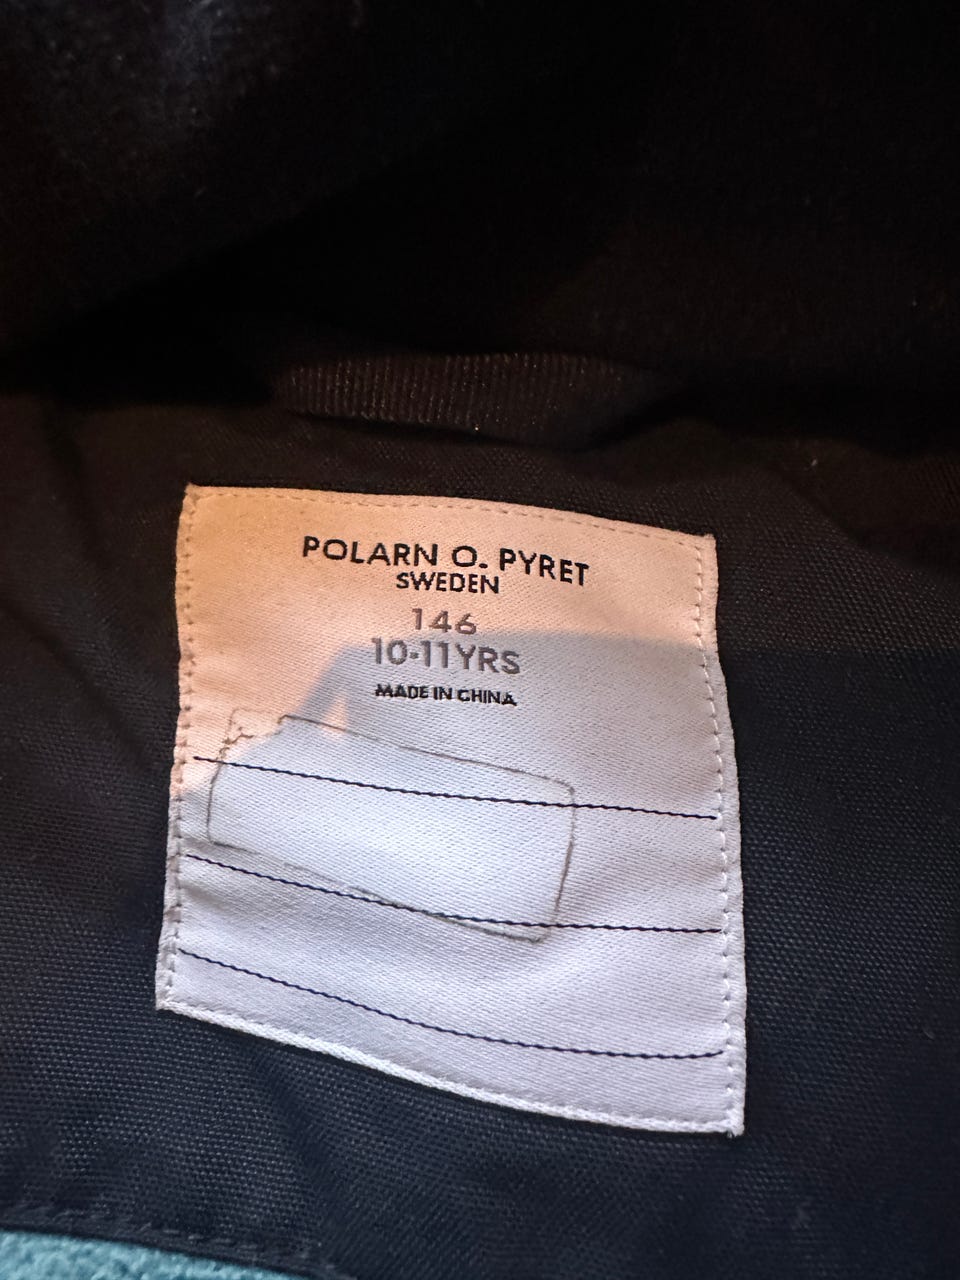 POLARN O. PYRET
SWEDEN
146
10-11YRS
MADE IN CHINA